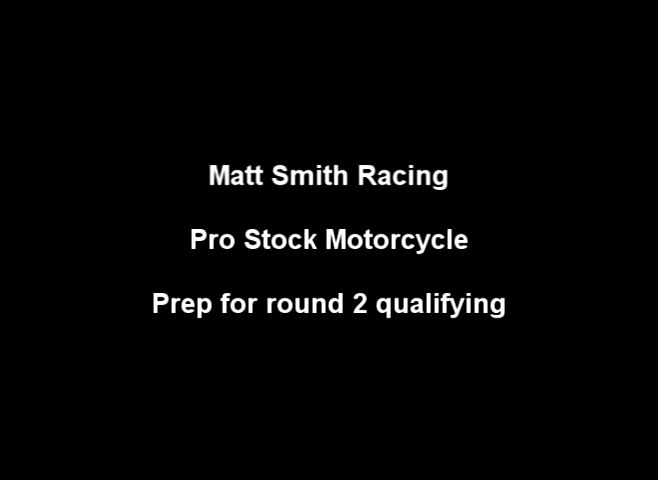 Matt Smith Racing
Pro Stock Motorcycle
Prep for round 2 qualifying